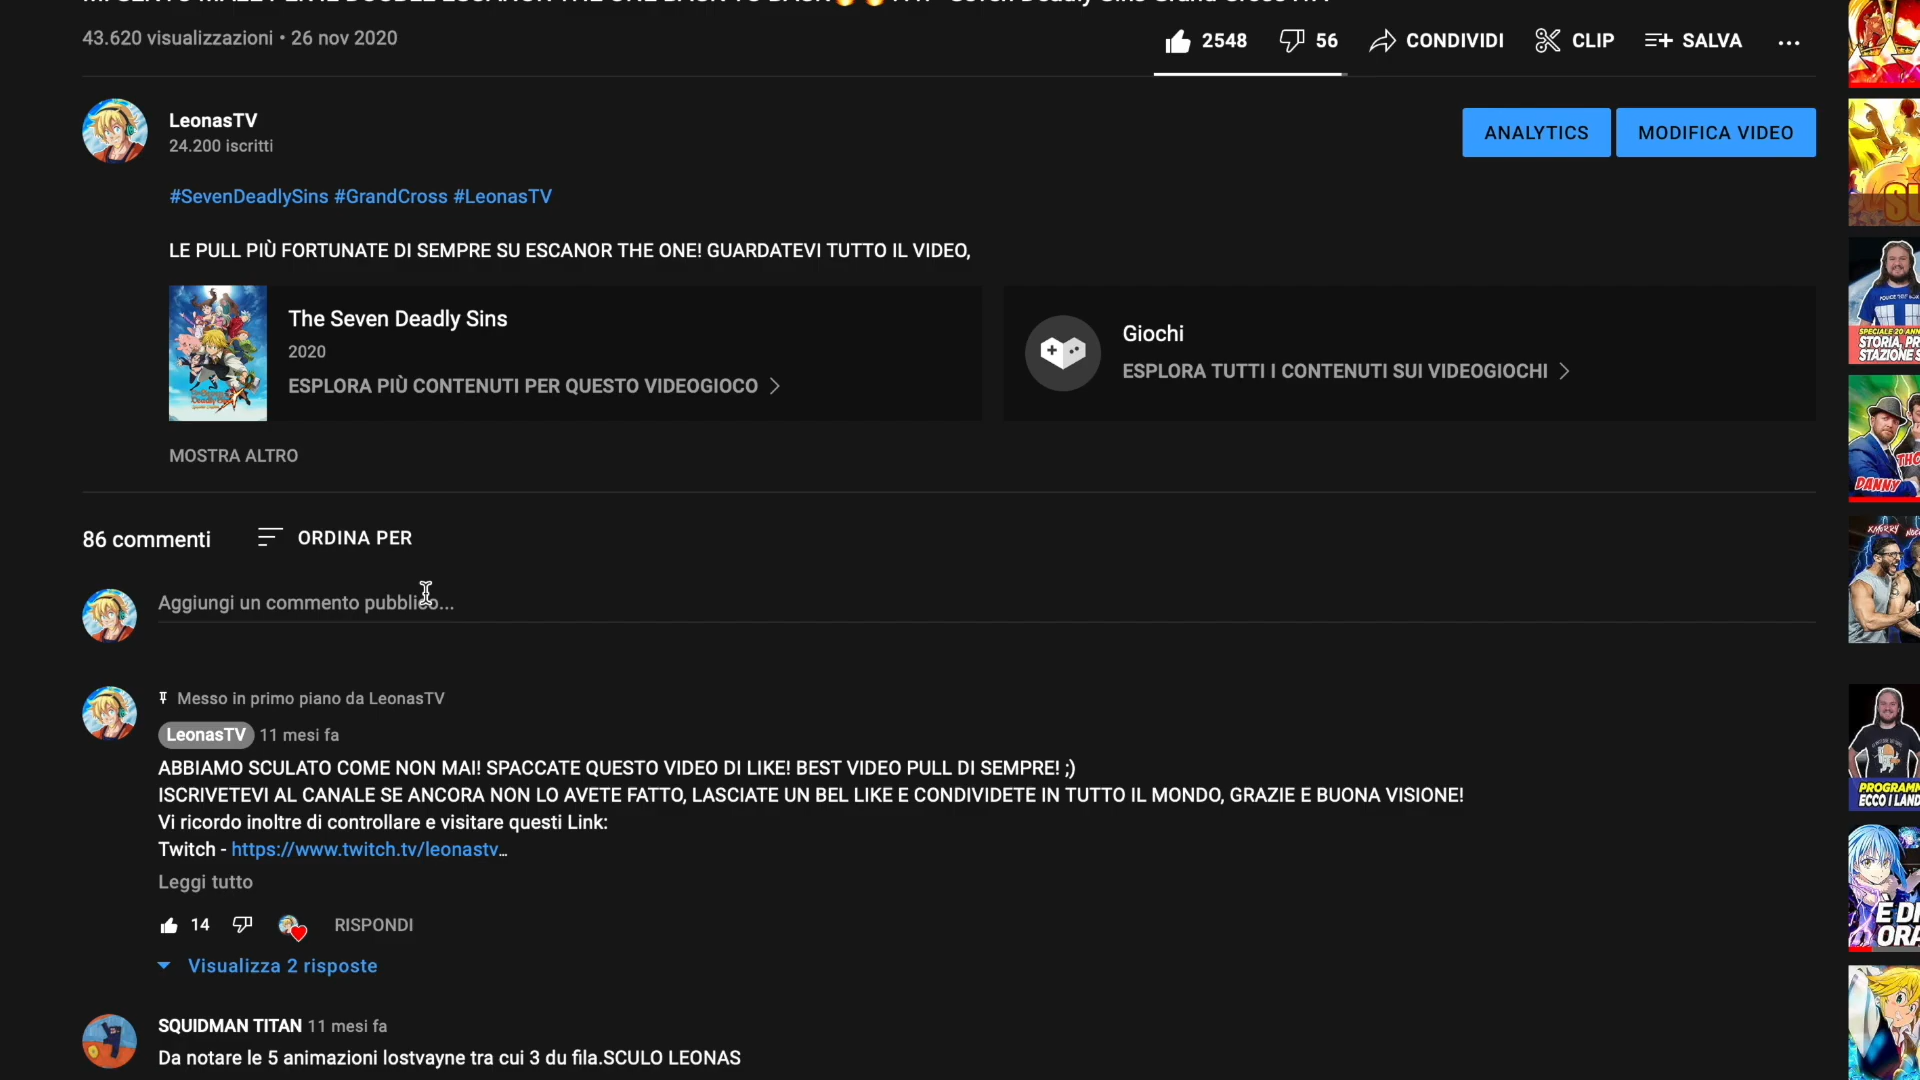 43.620 visualizzazioni • 26 nov 2020
2548
56
CONDIVIDI
CLIP
SALVA
LeonasTV
24.200 iscritti
ANALYTICS
MODIFICA VIDEO
#SevenDeadlySins #GrandCross #LeonasTV
LE PULL PIÙ FORTUNATE DI SEMPRE SU ESCANOR THE ONE! GUARDATEVI TUTTO IL VIDEO,
The Seven Deadly Sins
2020
ESPLORA PIÙ CONTENUTI PER QUESTO VIDEOGIOCO
Giochi
ESPLORA TUTTI I CONTENUTI SUI VIDEOGIOCHI
MOSTRA ALTRO
86 commenti
ORDINA PER
Aggiungi un commento pubblico...
Messo in primo piano da LeonasTV
LeonasTV 11 mesi fa
ABBIAMO SCULATO COME NON MAI! SPACCATE QUESTO VIDEO DI LIKE! BEST VIDEO PULL DI SEMPRE! ;)
ISCRIVETEVI AL CANALE SE ANCORA NON LO AVETE FATTO, LASCIATE UN BEL LIKE E CONDIVIDETE IN TUTTO IL MONDO, GRAZIE E BUONA VISIONE!
Vi ricordo inoltre di controllare e visitare questi Link:
Twitch - https://www.twitch.tv/leonastv...
Leggi tutto
14
RISPONDI
Visualizza 2 risposte
SQUIDMAN TITAN 11 mesi fa
Da notare le 5 animazioni lostvayne tra cui 3 du fila.SCULO LEONAS
DANNY